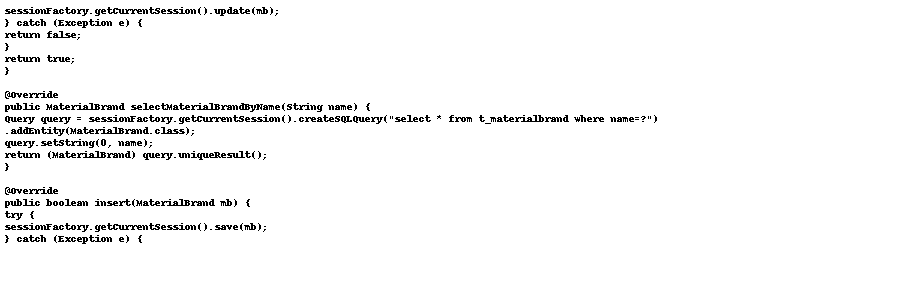 sessionFactory.getCurrentSession().update(mb);
} catch (Exception e) {
return false;
}
return true;
}
@Override
public MaterialBrand selectMaterialBrandByName(String name) {
Query query = sessionFactory.getCurrentSession().createSQLQuery("select * from t_materialbrand where name=?")
.addEntity(MaterialBrand.class);
query.setString(0, name);
return (MaterialBrand) query.uniqueResult();
}
@Override
public boolean insert(MaterialBrand mb) {
try {
sessionFactory.getCurrentSession().save(mb);
} catch (Exception e) {